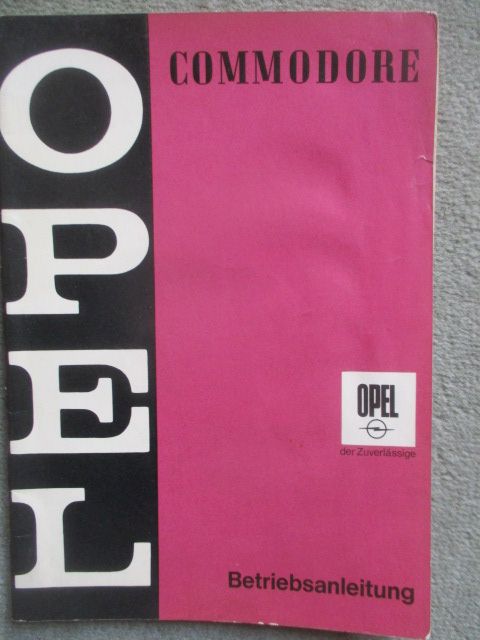 OPEL
COMMODORE
OPEL
der Zuverlässige
Betriebsanleitung